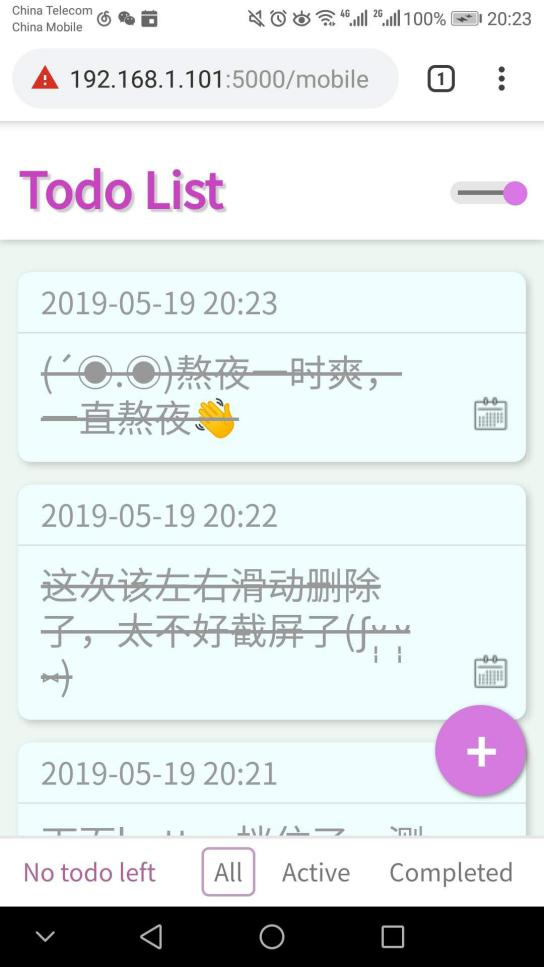 China Telecom
China Mobile
4G 2G 100% 20:23
192.168.1.101:5000/mobile
1
Todo List
2019-05-19 20:23
(´◉.◉)熬夜一时爽，
一直熬夜👋
2019-05-19 20:22
这次该左右滑动删除
了，太不好截屏了(ʃ
2019-05-19 20:21
No todo left
All
Active
Completed